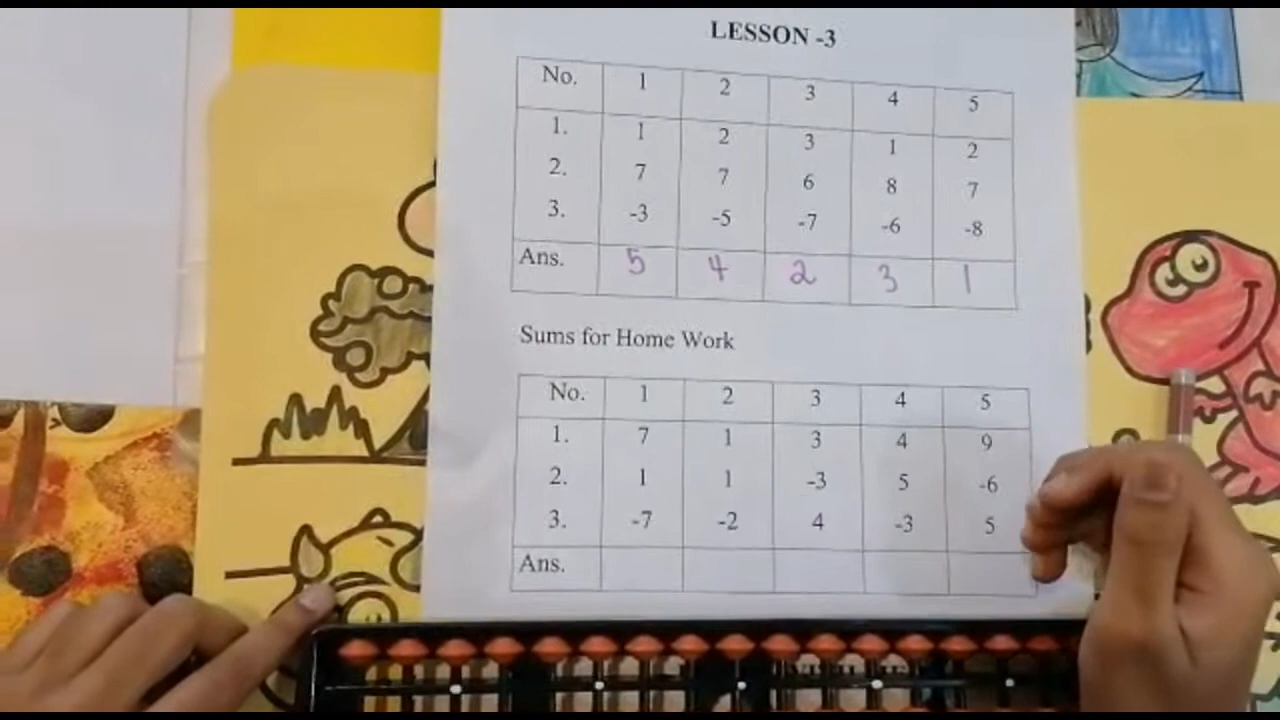 LESSON -3
No. 1 2 3 4 5
1. 1 2 3 1 2
2. 7 7 6 8 7
3. -3 -5 -7 -6 -8
Ans. 5 4 2 3 1
Sums for Home Work
No. 1 2 3 4 5
1. 7 1 3 4 9
2. 1 1 -3 5 -6
3. -7 -2 4 -3 5
Ans.